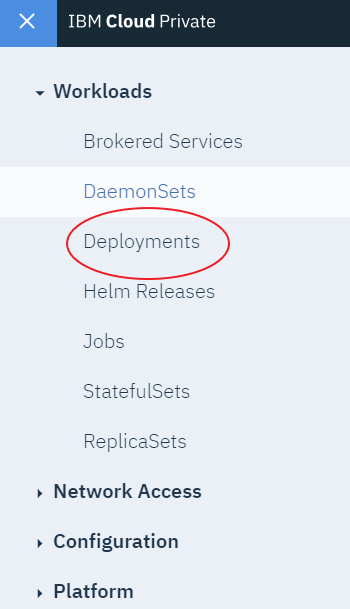 IBM Cloud Private
Workloads
Brokered Services
DaemonSets
Deployments
Helm Releases
Jobs
StatefulSets
ReplicaSets
Network Access
Configuration
Platform